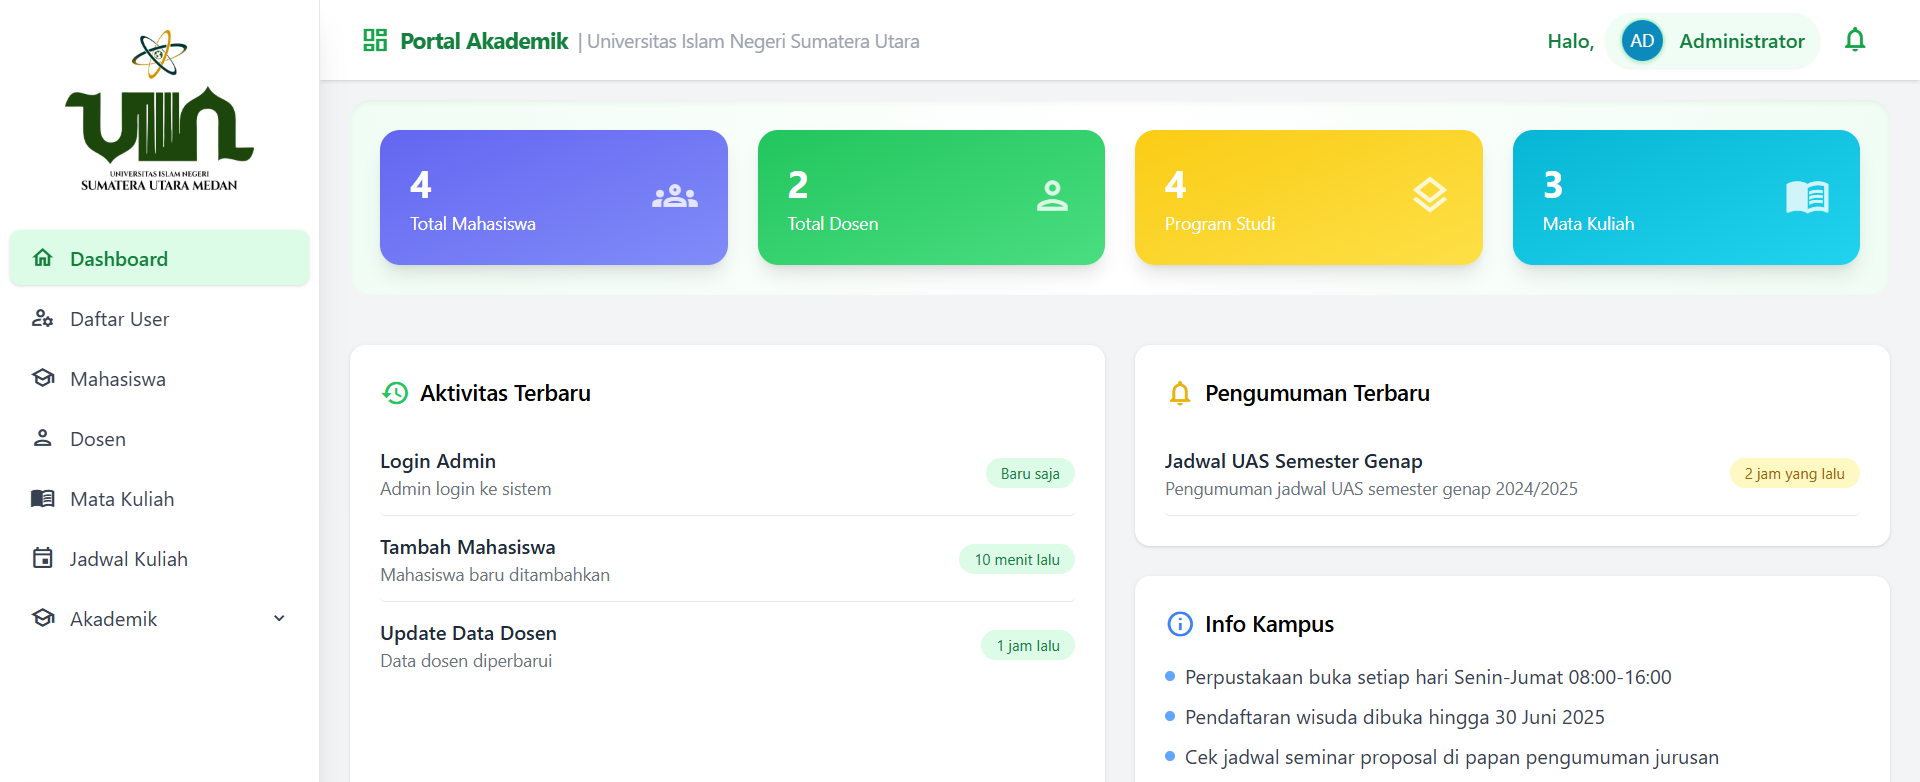 UIN
UNIVERSITAS ISLAM NEGERI
SUMATERA UTARA MEDAN
Dashboard
Daftar User
Mahasiswa
Dosen
Mata Kuliah
Jadwal Kuliah
Akademik
Portal Akademik | Universitas Islam Negeri Sumatera Utara
Halo, AD Administrator
4
Total Mahasiswa
2
Total Dosen
4
Program Studi
3
Mata Kuliah
Aktivitas Terbaru
Login Admin
Admin login ke sistem
Baru saja
Tambah Mahasiswa
Mahasiswa baru ditambahkan
10 menit lalu
Update Data Dosen
Data dosen diperbarui
1 jam lalu
Pengumuman Terbaru
Jadwal UAS Semester Genap
Pengumuman jadwal UAS semester genap 2024/2025
2 jam yang lalu
Info Kampus
Perpustakaan buka setiap hari Senin-Jumat 08:00-16:00
Pendaftaran wisuda dibuka hingga 30 Juni 2025
Cek jadwal seminar proposal di papan pengumuman jurusan